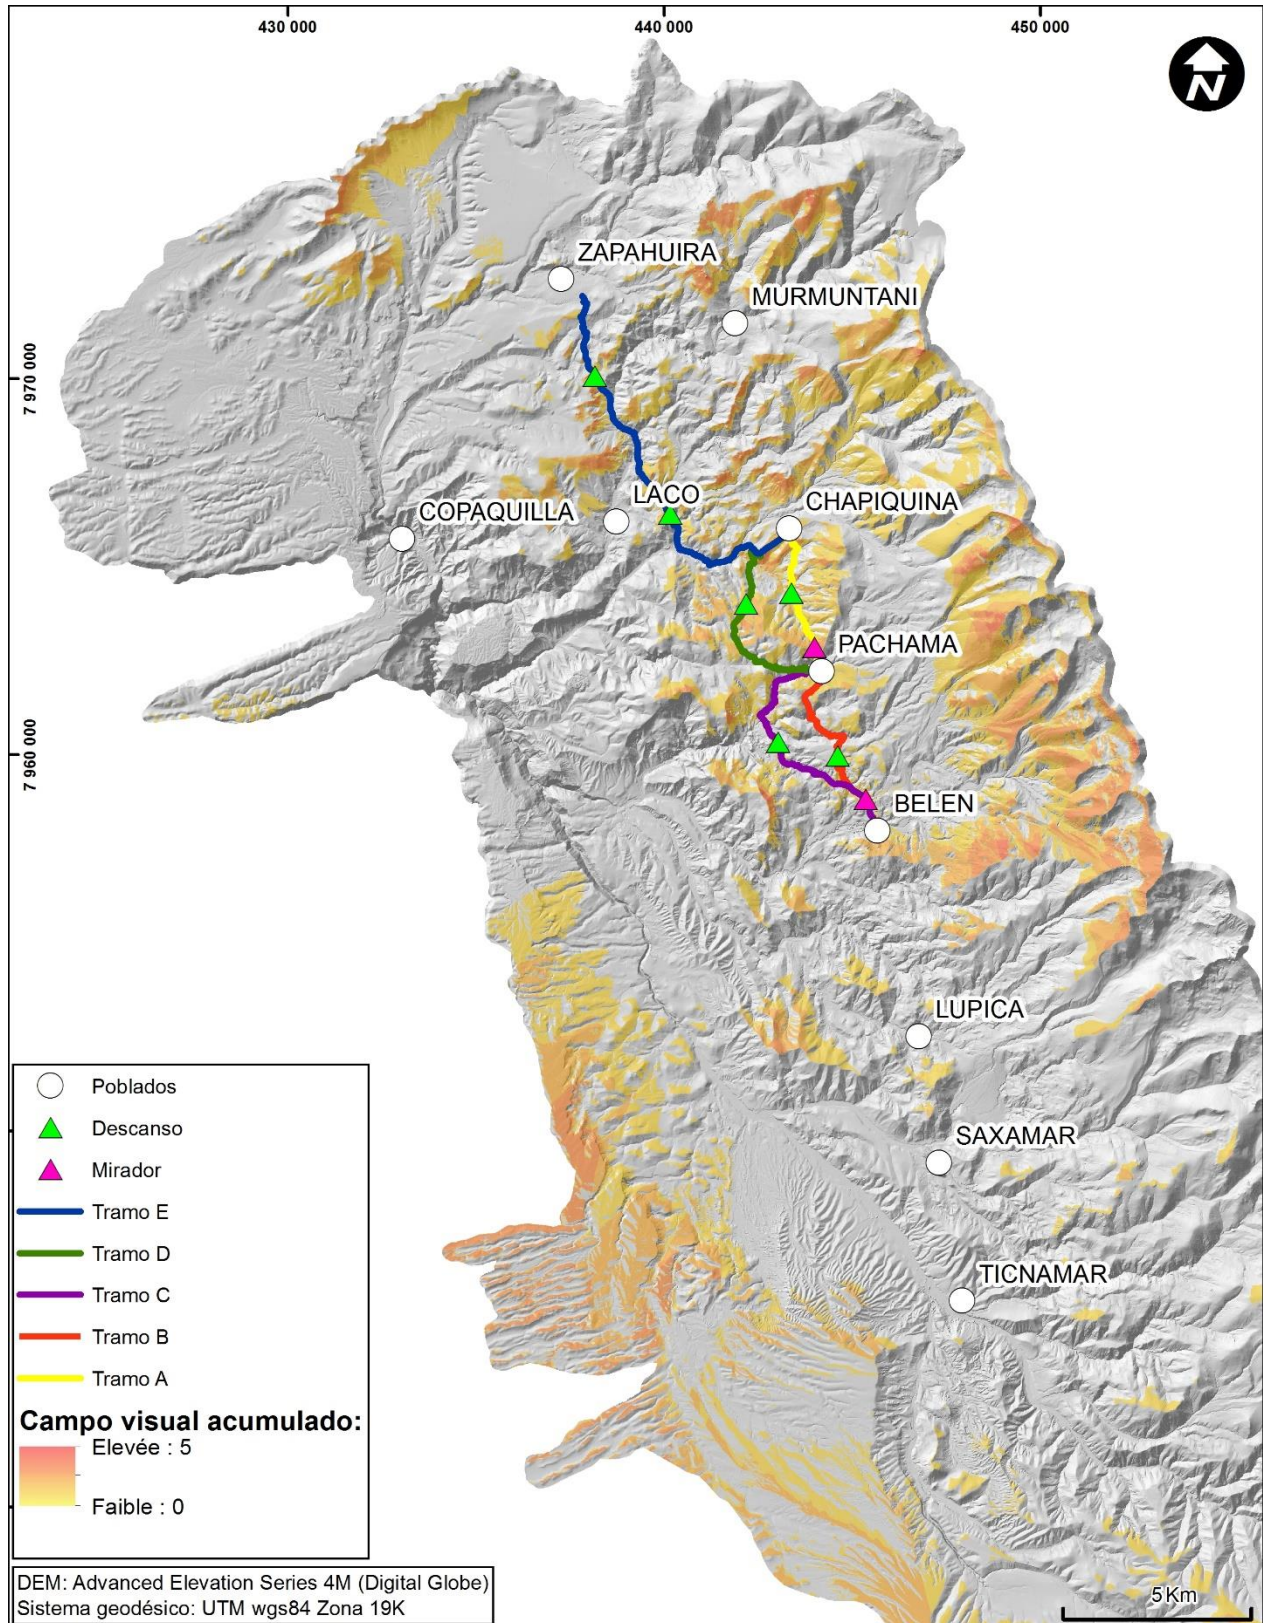 430 000
440 000
450 000
N
ZAPAHUIRA
MURMUNTANI
7 970 000
LACO
CHAPIQUINA
COPAQUILLA
PACHAMA
7 960 000
BELEN
LUPICA
SAXAMAR
TICNAMAR
Poblados
Descanso
Mirador
Tramo E
Tramo D
Tramo C
Tramo B
Tramo A
Campo visual acumulado:
Elevée : 5
Faible : 0
DEM: Advanced Elevation Series 4M (Digital Globe)
Sistema geodésico: UTM wgs84 Zona 19K
5 Km